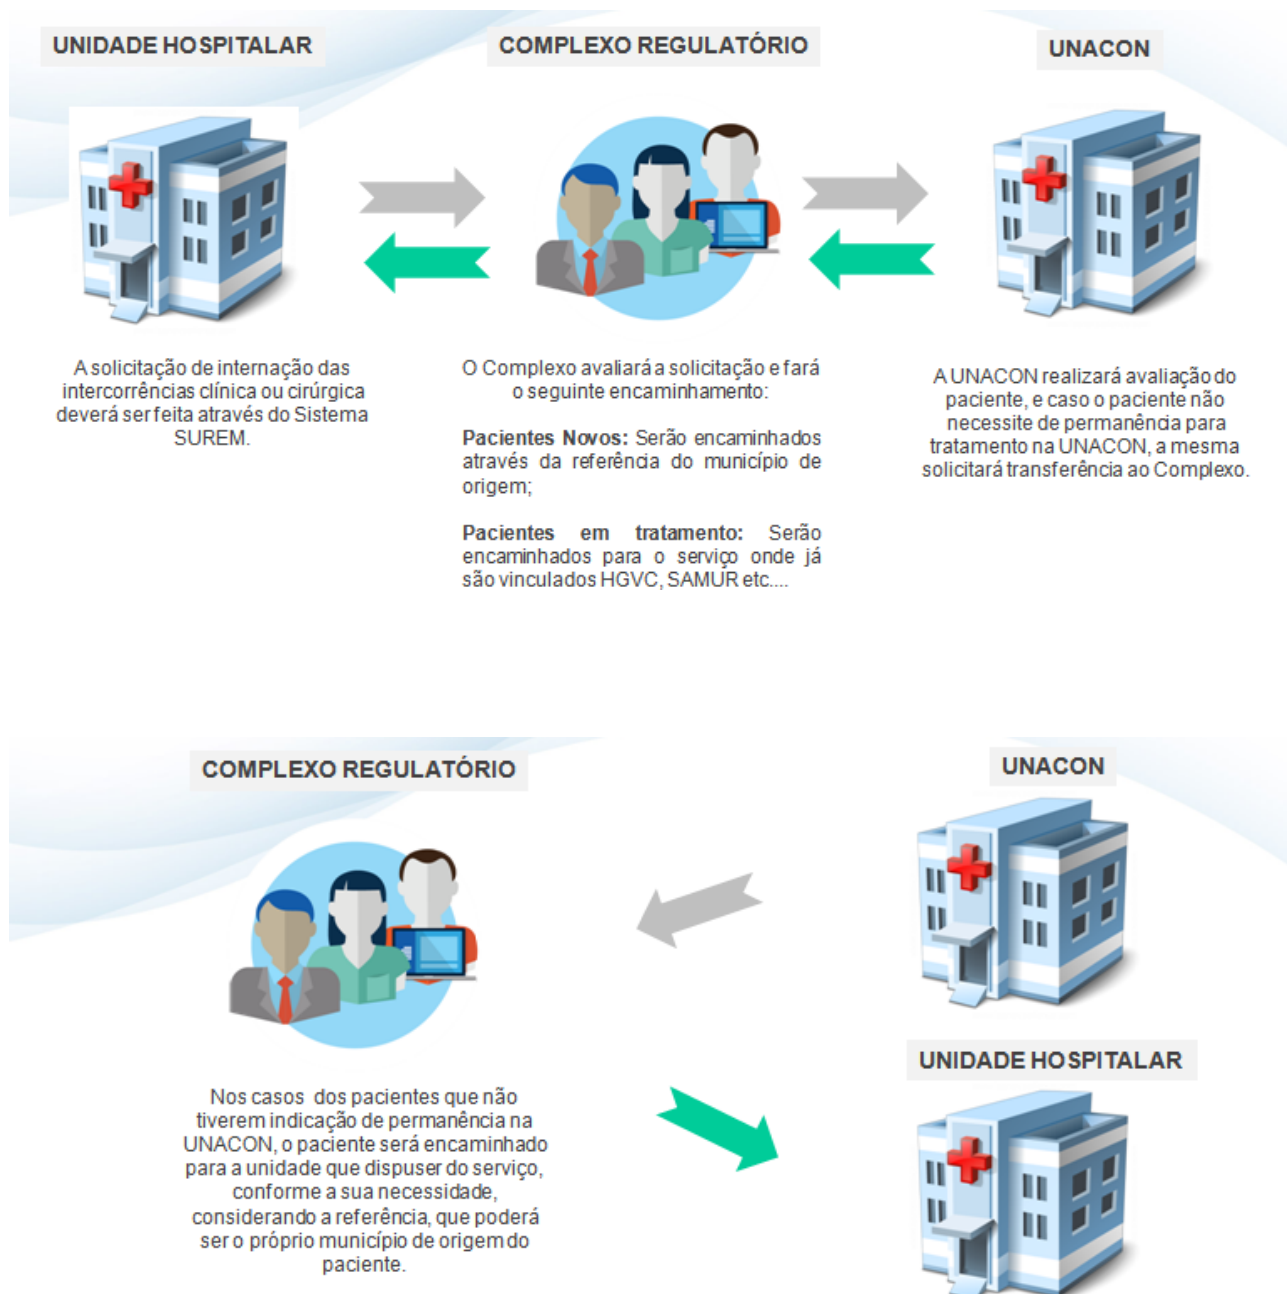 UNIDADE HOSPITALAR
COMPLEXO REGULATÓRIO
UNACON
A solicitação de internação das
intercorrências clínica ou cirúrgica
deverá ser feita através do Sistema
SUREM.
O Complexo avaliará a solicitação e fará
o seguinte encaminhamento:
Pacientes Novos: Serão encaminhados
através da referência do município de
origem;
Pacientes em tratamento: Serão
encaminhados para o serviço onde já
são vinculados HGVC, SAMUR etc....
A UNACON realizará avaliação do
paciente, e caso o paciente não
necessite de permanência para
tratamento na UNACON, a mesma
solicitará transferência ao Complexo.
COMPLEXO REGULATÓRIO
UNACON
UNIDADE HOSPITALAR
Nos casos dos pacientes que não
tiverem indicação de permanência na
UNACON, o paciente será encaminhado
para a unidade que dispuser do serviço,
conforme a sua necessidade,
considerando a referência, que poderá
ser o próprio município de origem do
paciente.